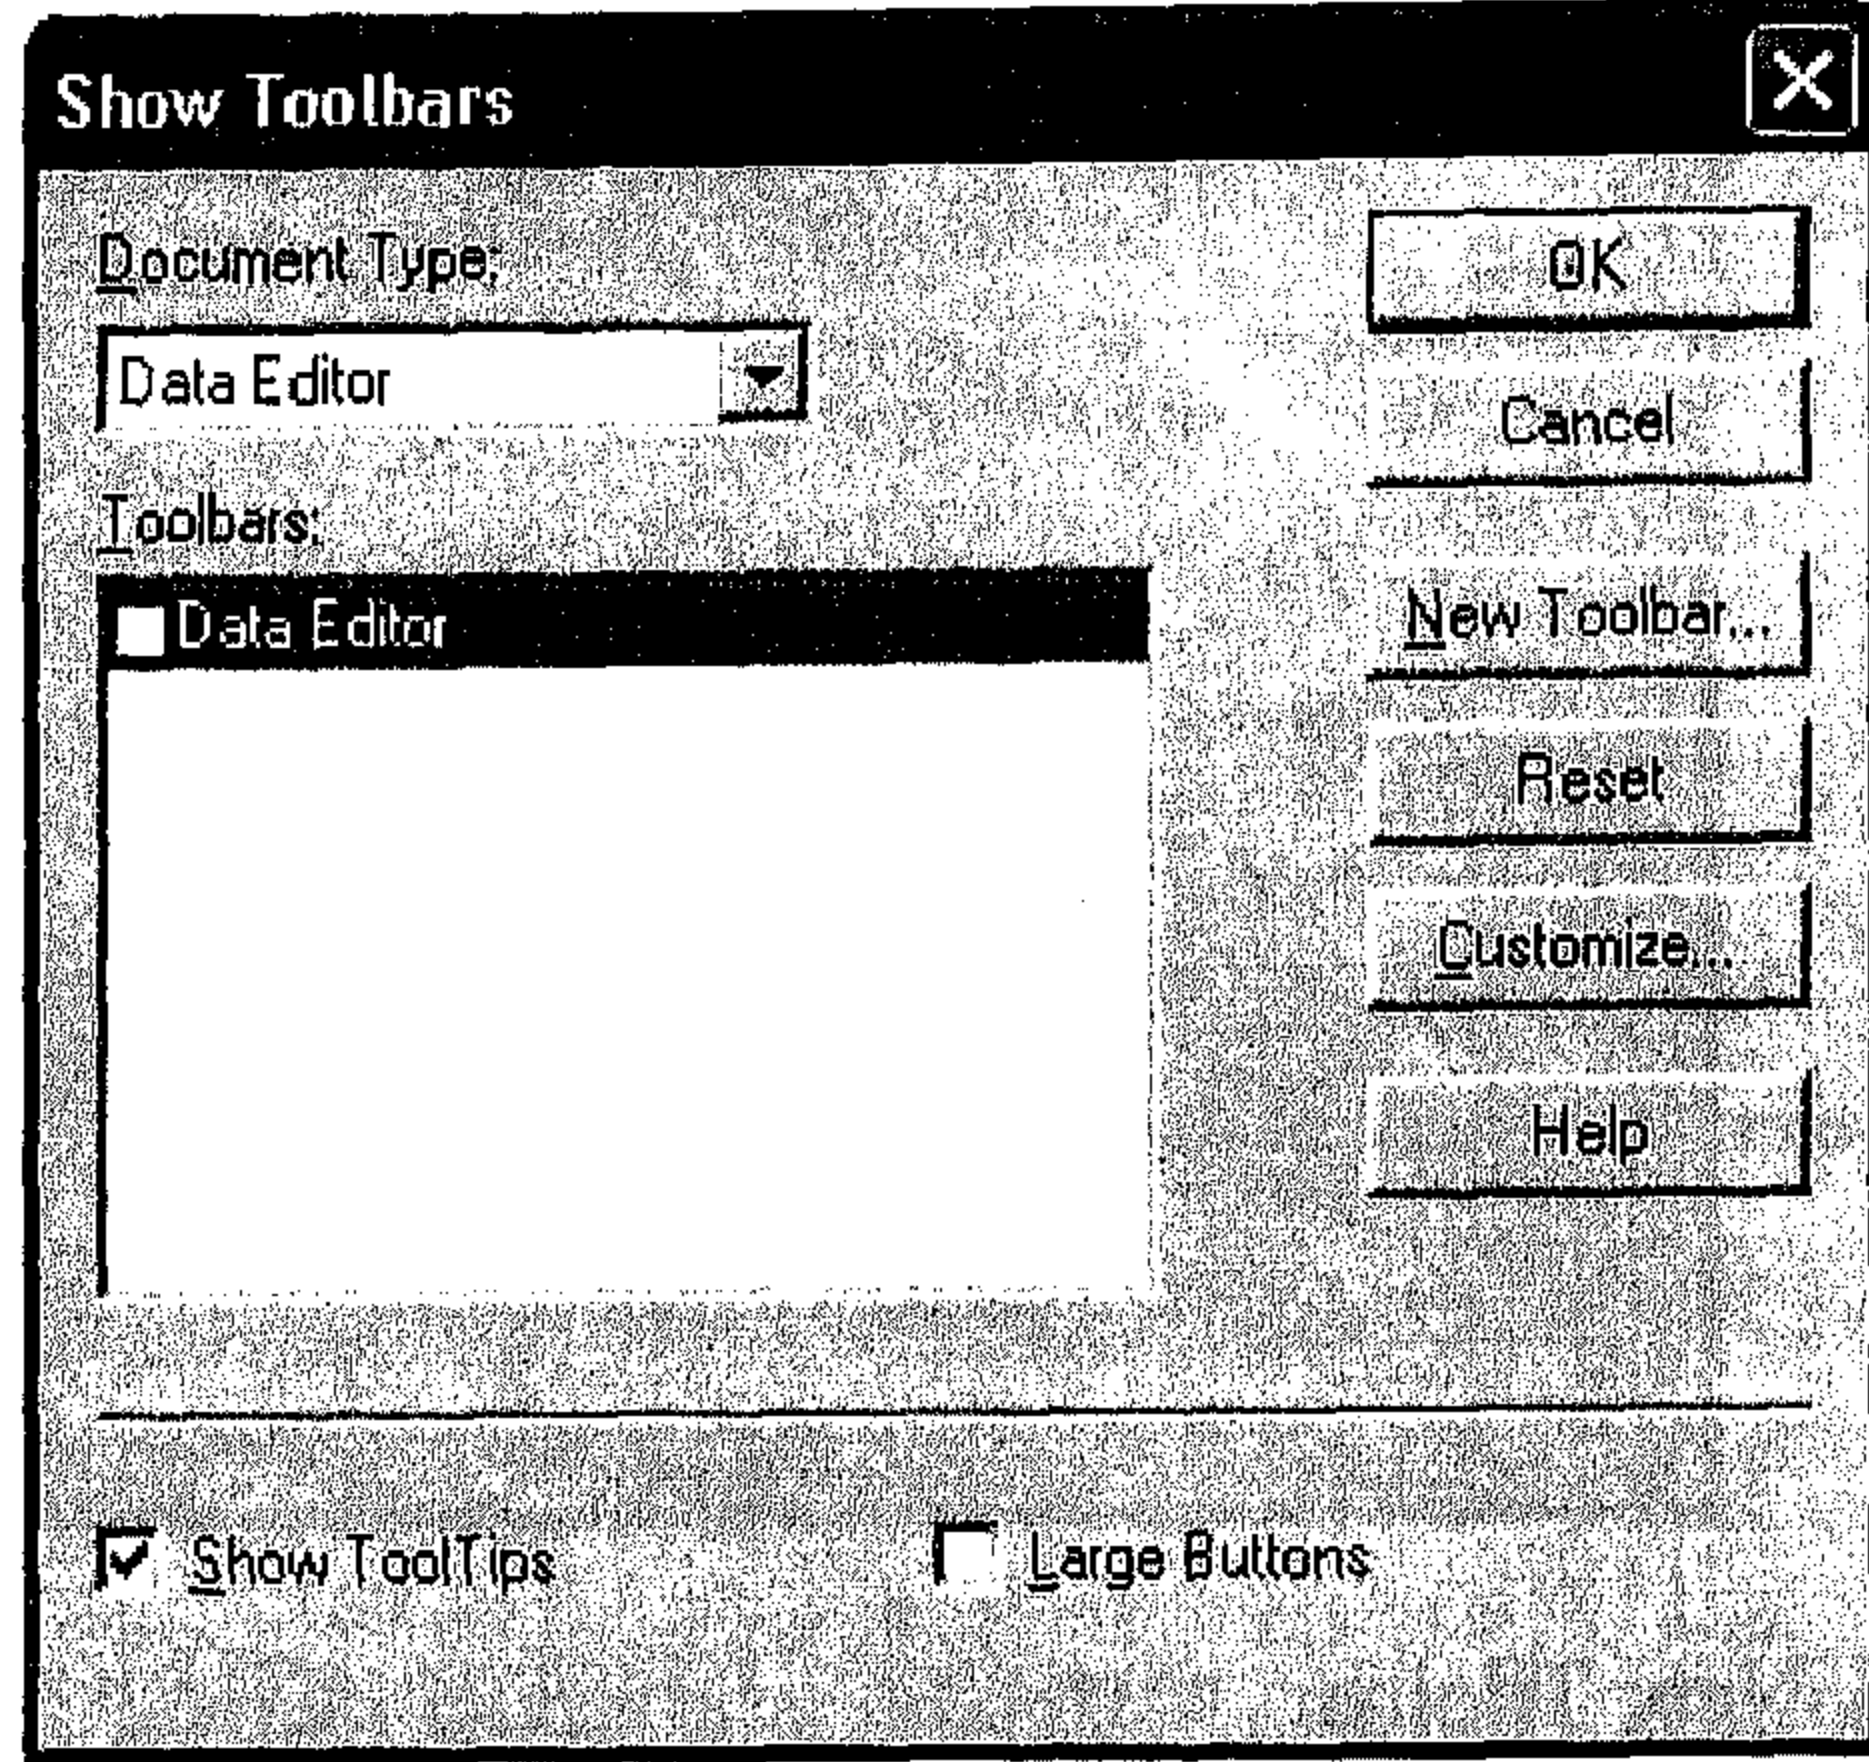 Show Toolbars
Document Type:
Data Editor
Toolbars:
Data Editor
OK
Cancel
New Toolbar...
Reset
Customize...
Help
Show ToolTips
Large Buttons